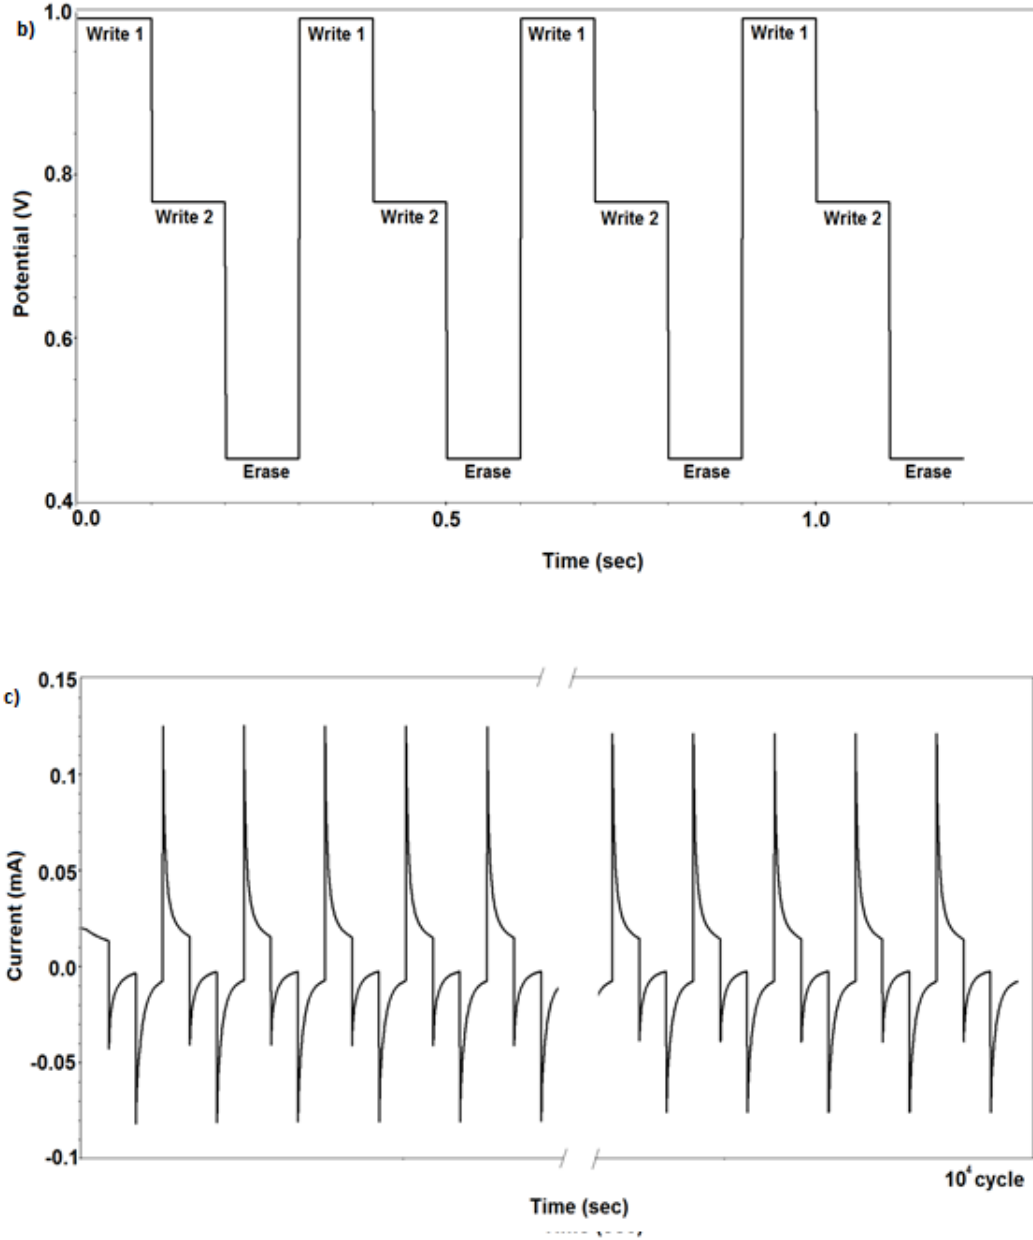 b)
1.0
Write 1
Write 1
Write 1
Write 1
0.8
Write 2
Write 2
Write 2
Write 2
Potential (V)
0.6
Erase
Erase
Erase
Erase
0.4
0.0
0.5
1.0
Time (sec)
c)
0.15
0.1
0.05
Current (mA)
0.0
-0.05
-0.1
10⁴ cycle
Time (sec)